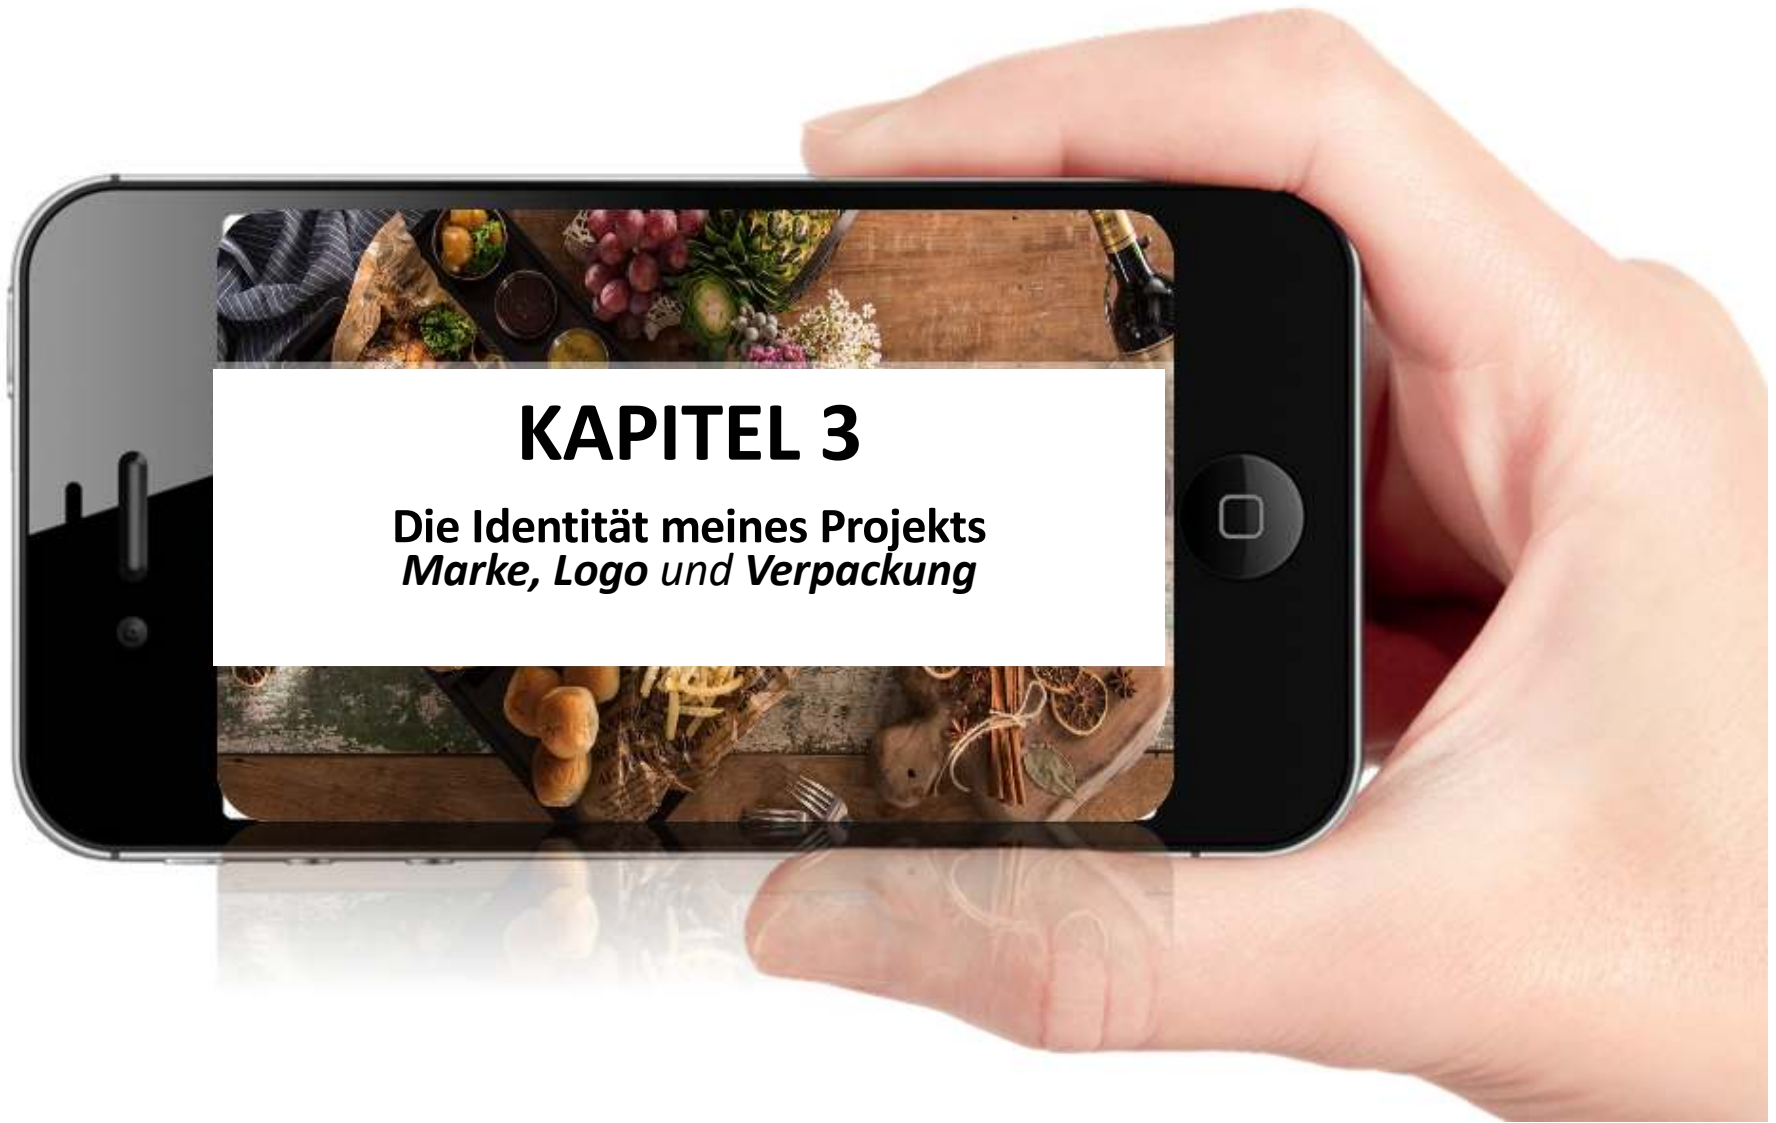 KAPITEL 3
Die Identität meines Projekts
Marke, Logo und Verpackung